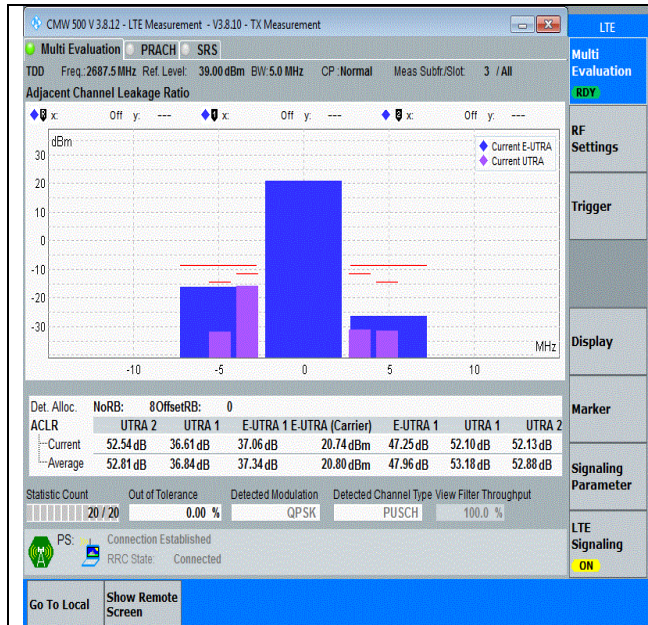 CMW 500 V 3.8.12 - LTE Measurement - V3.8.10 - TX Measurement
LTE
Multi Evaluation PRACH SRS
Multi
Evaluation
RDY
TDD Freq.:2687.5 MHz Ref. Level: 39.00 dBm BW:5.0 MHz CP :Normal Meas Subfr./Slot: 3 / All
Adjacent Channel Leakage Ratio
0 x: Off y: --- 1 x: Off y: --- 2 x: Off y: ---
dBm
Current E-UTRA
Current UTRA
30
20
10
0
-10
-20
-30
MHz
-10 -5 0 5 10
RF
Settings
Trigger
Display
Marker
Signaling
Parameter
LTE
Signaling
ON
Det. Alloc. NoRB: 8 OffsetRB: 0
ACLR UTRA 2 UTRA 1 E-UTRA 1 E-UTRA (Carrier) E-UTRA 1 UTRA 1 UTRA 2
Current 52.54 dB 36.61 dB 37.06 dB 20.74 dBm 47.25 dB 52.10 dB 52.13 dB
Average 52.81 dB 36.84 dB 37.34 dB 20.80 dBm 47.96 dB 53.18 dB 52.88 dB
Statistic Count Out of Tolerance Detected Modulation Detected Channel Type View Filter Throughput
20 / 20 0.00 % QPSK PUSCH 100.0 %
PS: Connection Established
RRC State: Connected
Go To Local
Show Remote
Screen